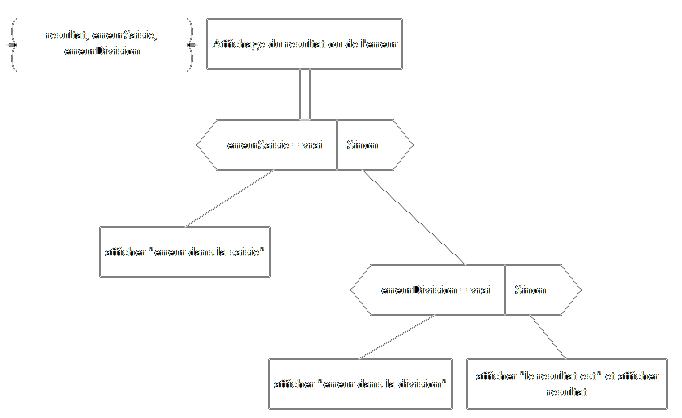 resultat, erreurSaisie,
erreurDivision
Affichage du resultat ou de l'erreur
erreurSaisie = vrai
Sinon
afficher "erreur dans la saisie"
erreurDivision = vrai
Sinon
afficher "erreur dans la division"
afficher "le resultat est" et afficher
resultat